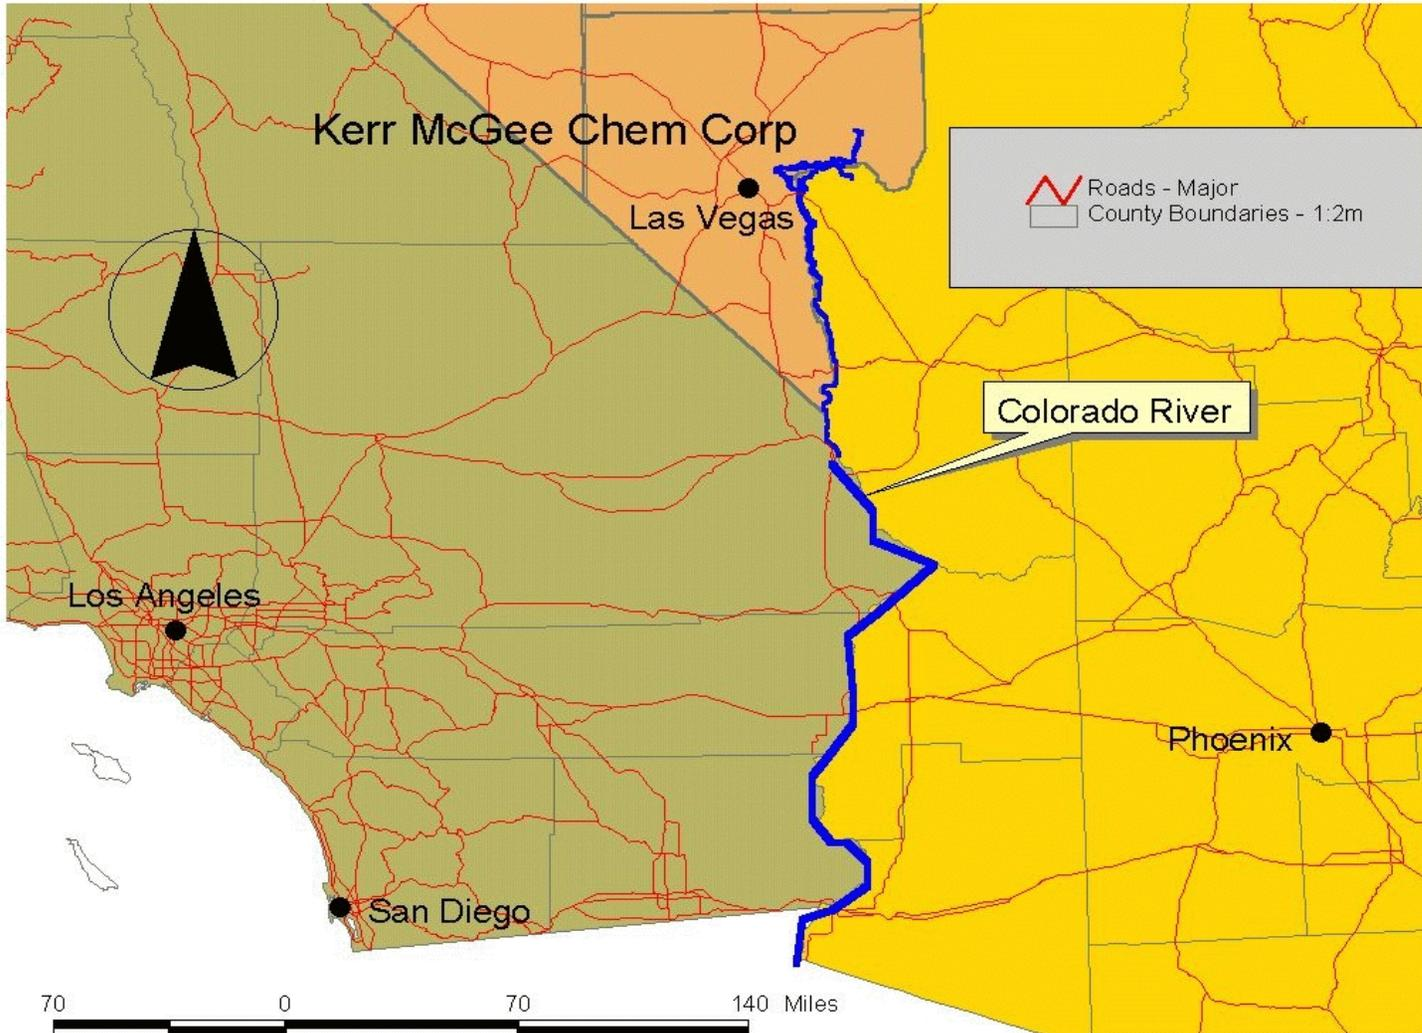 Kerr McGee Chem Corp
Roads - Major
Las Vegas
County Boundaries - 1:2m
Colorado River
Los Angeles
Phoenix
San Diego
70 0 70 140 Miles